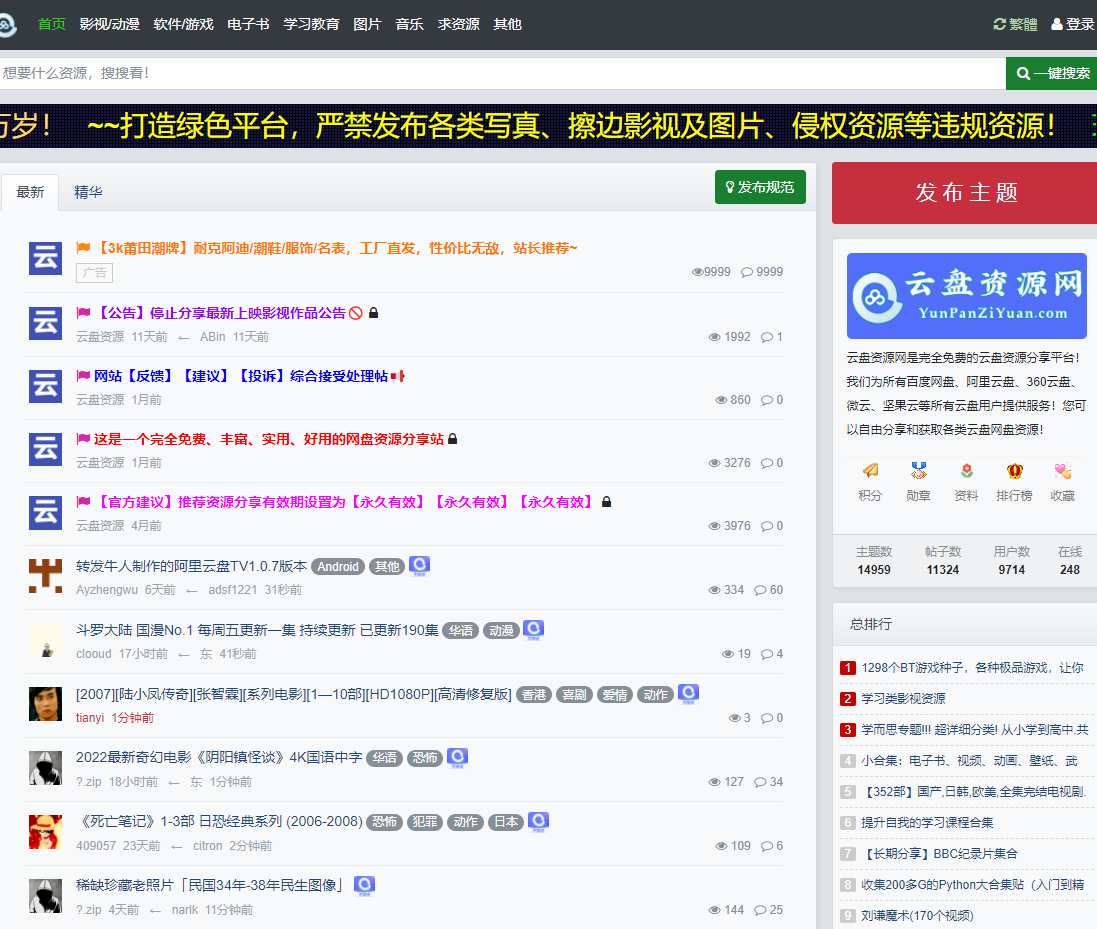 首页 影视/动漫 软件/游戏 电子书 学习教育 图片 音乐 求资源 其他 繁體 登录
想要什么资源，搜搜看！ 一键搜索
万岁！ ~~打造绿色平台，严禁发布各类写真、擦边影视及图片、侵权资源等违规资源！
最新 精华 发布规范
云 【3k莆田潮牌】耐克阿迪/潮鞋/服饰/名表，工厂直发，性价比无敌，站长推荐~
广告 9999 9999
云 【公告】停止分享最新上映影视作品公告
云盘资源 11天前 ← ABin 11天前 1992 1
云 网站【反馈】【建议】【投诉】综合接受处理帖
云盘资源 1月前 860 0
云 这是一个完全免费、丰富、实用、好用的网盘资源分享站
云盘资源 1月前 3276 0
云 【官方建议】推荐资源分享有效期设置为【永久有效】【永久有效】【永久有效】
云盘资源 4月前 3976 0
转发牛人制作的阿里云盘TV1.0.7版本 Android 其他
Ayzhengwu 6天前 ← adsf1221 31秒前 334 60
斗罗大陆 国漫No.1 每周五更新一集 持续更新 已更新190集 华语 动漫
clooud 17小时前 ← 东 41秒前 19 4
[2007][陆小凤传奇][张智霖][系列电影][1—10部][HD1080P][高清修复版] 香港 喜剧 爱情 动作
tianyi 1分钟前 3 0
2022最新奇幻电影《阴阳镇怪谈》4K国语中字 华语 恐怖
?.zip 18小时前 ← 东 1分钟前 127 34
《死亡笔记》1-3部 日恐经典系列 (2006-2008) 恐怖 犯罪 动作 日本
409057 23天前 ← citron 2分钟前 109 6
稀缺珍藏老照片「民国34年-38年民生图像」
?.zip 4天前 ← narlk 11分钟前 144 25
发布主题
云盘资源网
YunPanZiYuan.com
云盘资源网是完全免费的云盘资源分享平台！
我们为所有百度网盘、阿里云盘、360云盘、
微云、坚果云等所有云盘用户提供服务！您可
以自由分享和获取各类云盘网盘资源！
积分 勋章 资料 排行榜 收藏
主题数 帖子数 用户数 在线
14959 11324 9714 248
总排行
1 1298个BT游戏种子，各种极品游戏，让你
2 学习类影视资源
3 学而思专题!!! 超详细分类! 从小学到高中.共
4 小合集：电子书、视频、动画、壁纸、武
5 【352部】国产,日韩,欧美,全集完结电视剧.
6 提升自我的学习课程合集
7 【长期分享】BBC纪录片集合
8 收集200多G的Python大合集贴（入门到精
9 刘谦魔术(170个视频)